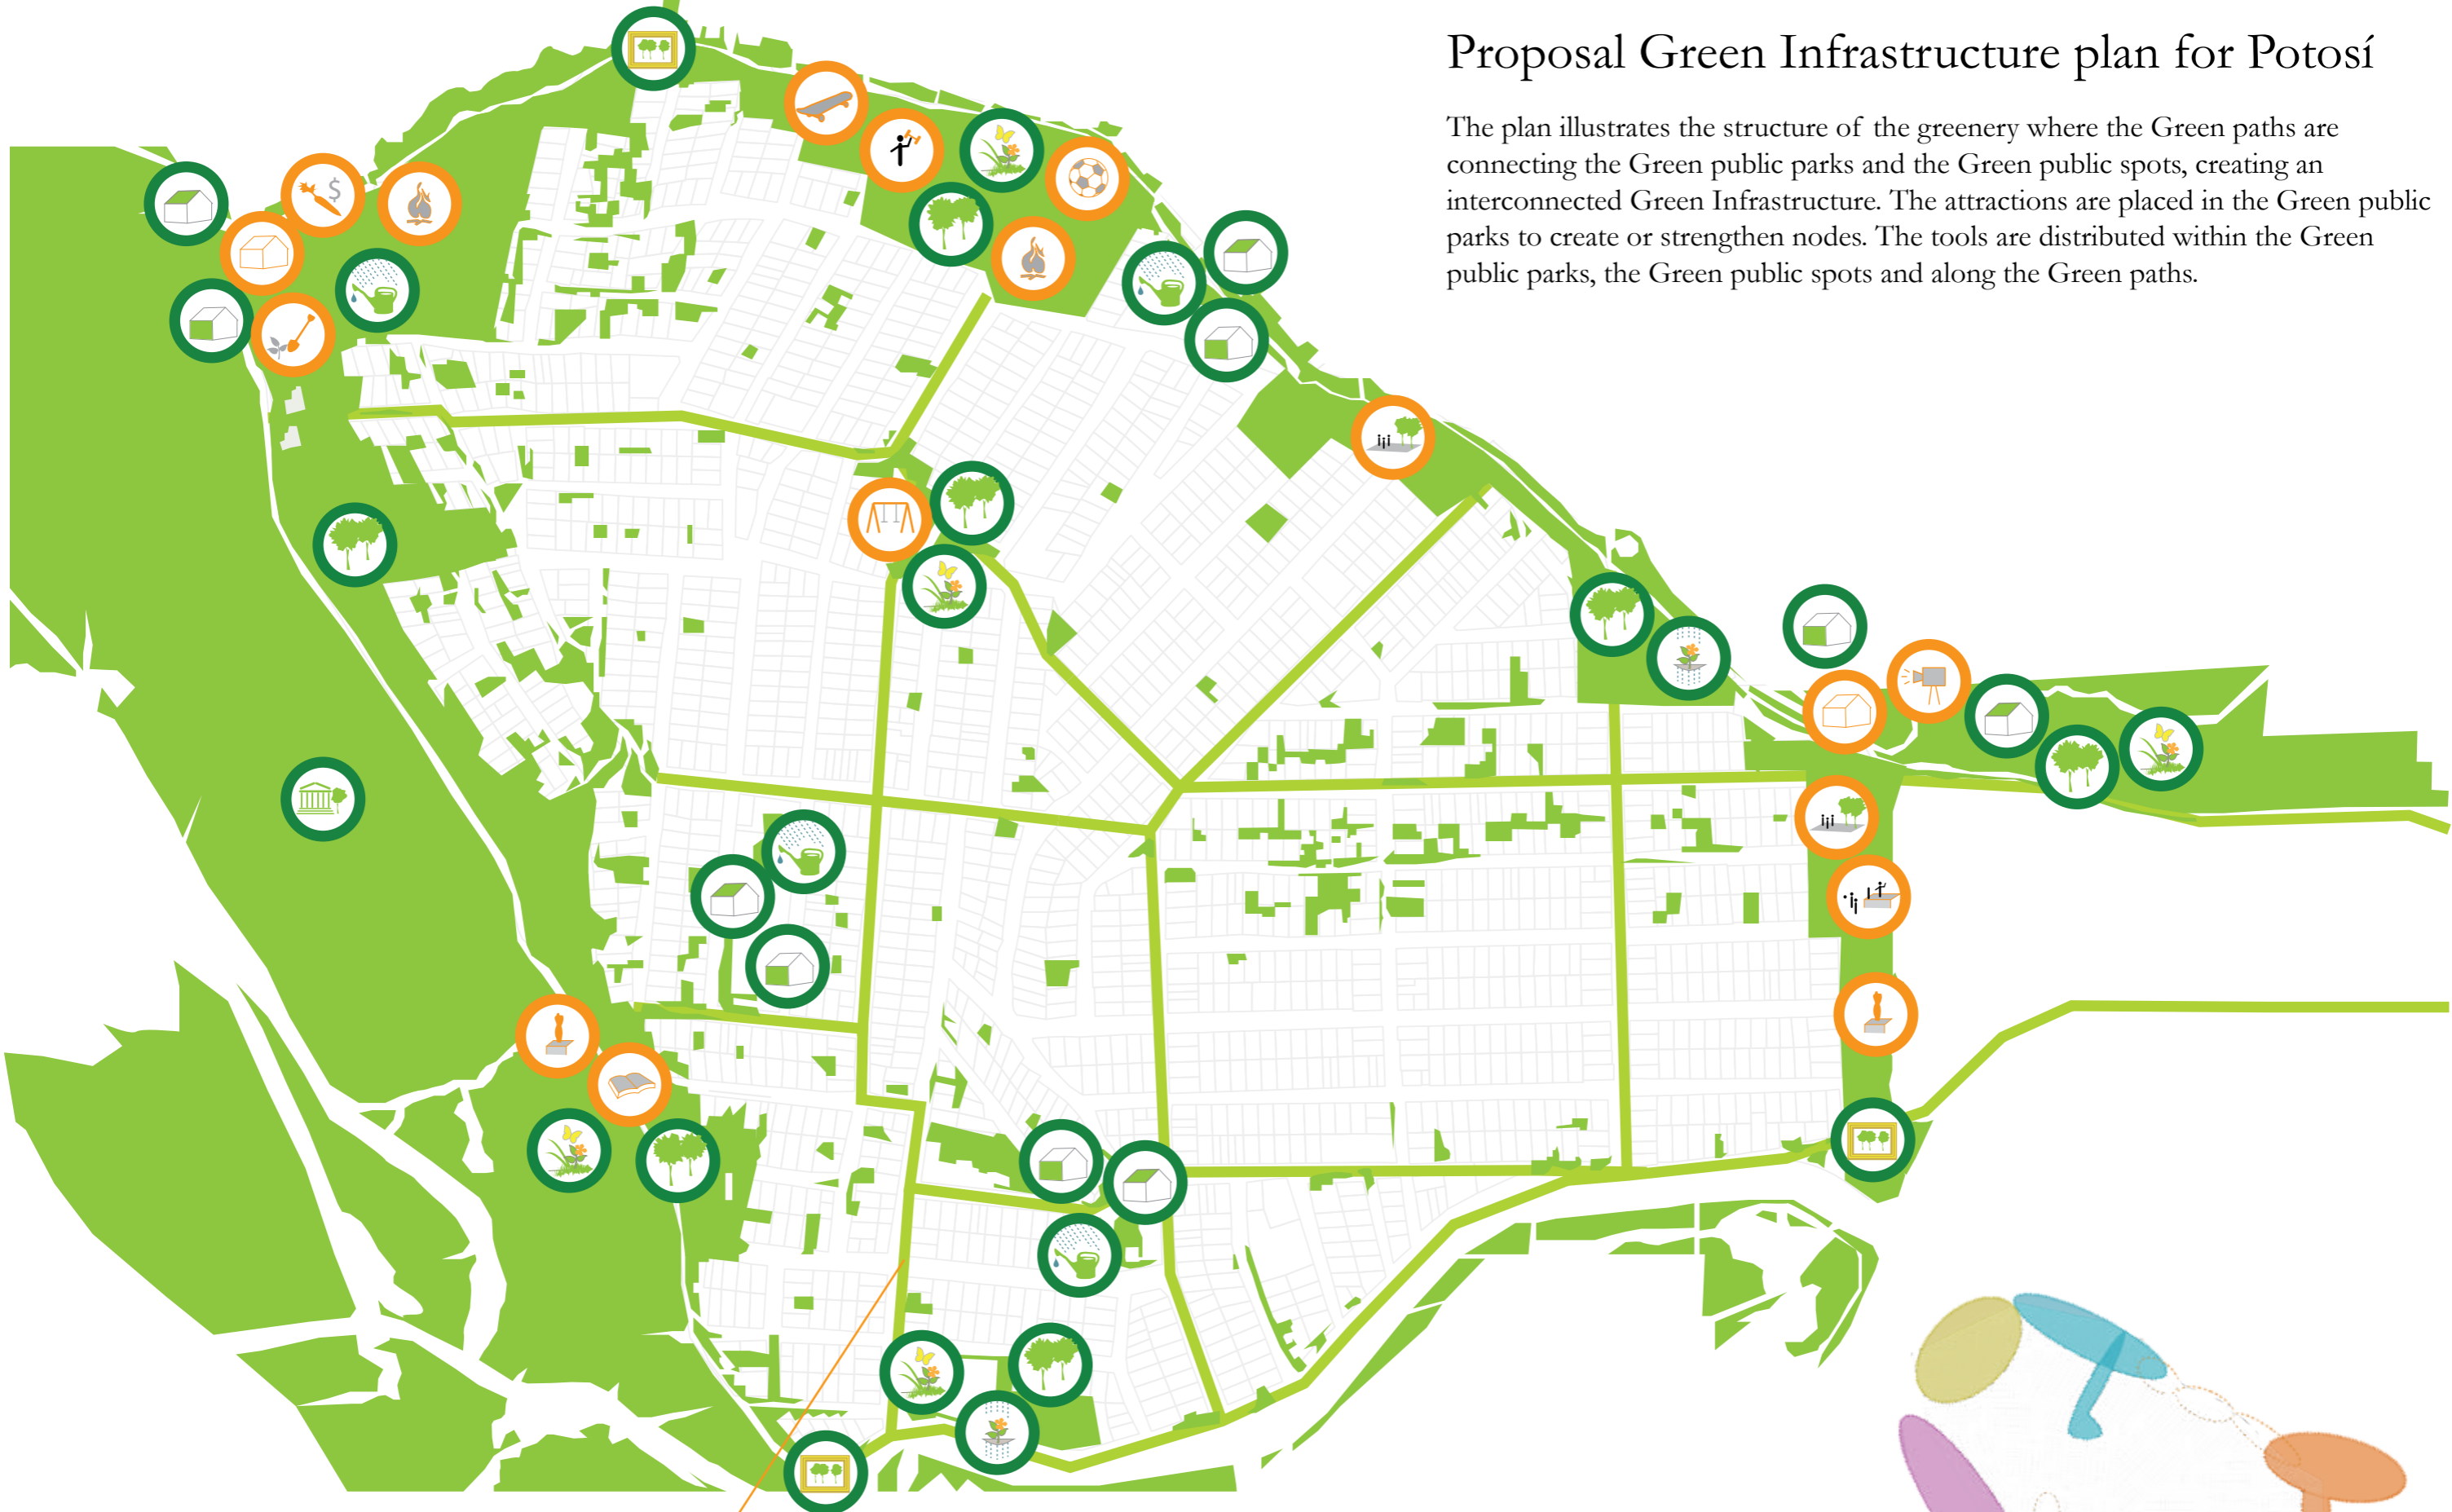 Proposal Green Infrastructure plan for Potosí
The plan illustrates the structure of the greenery where the Green paths are
connecting the Green public parks and the Green public spots, creating an
interconnected Green Infrastructure. The attractions are placed in the Green public
parks to create or strengthen nodes. The tools are distributed within the Green
public parks, the Green public spots and along the Green paths.
$